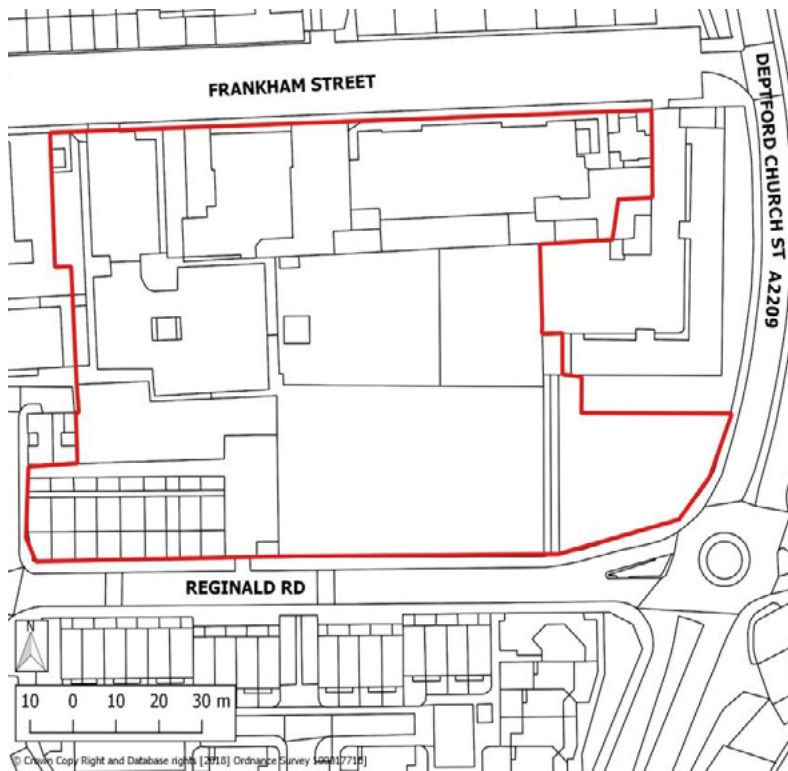 FRANKHAM STREET
DEPTFORD CHURCH ST A2209
REGINALD RD
N
10 0 10 20 30 m
© Crown Copy Right and Database rights [2018] Ordnance Survey 100017710]